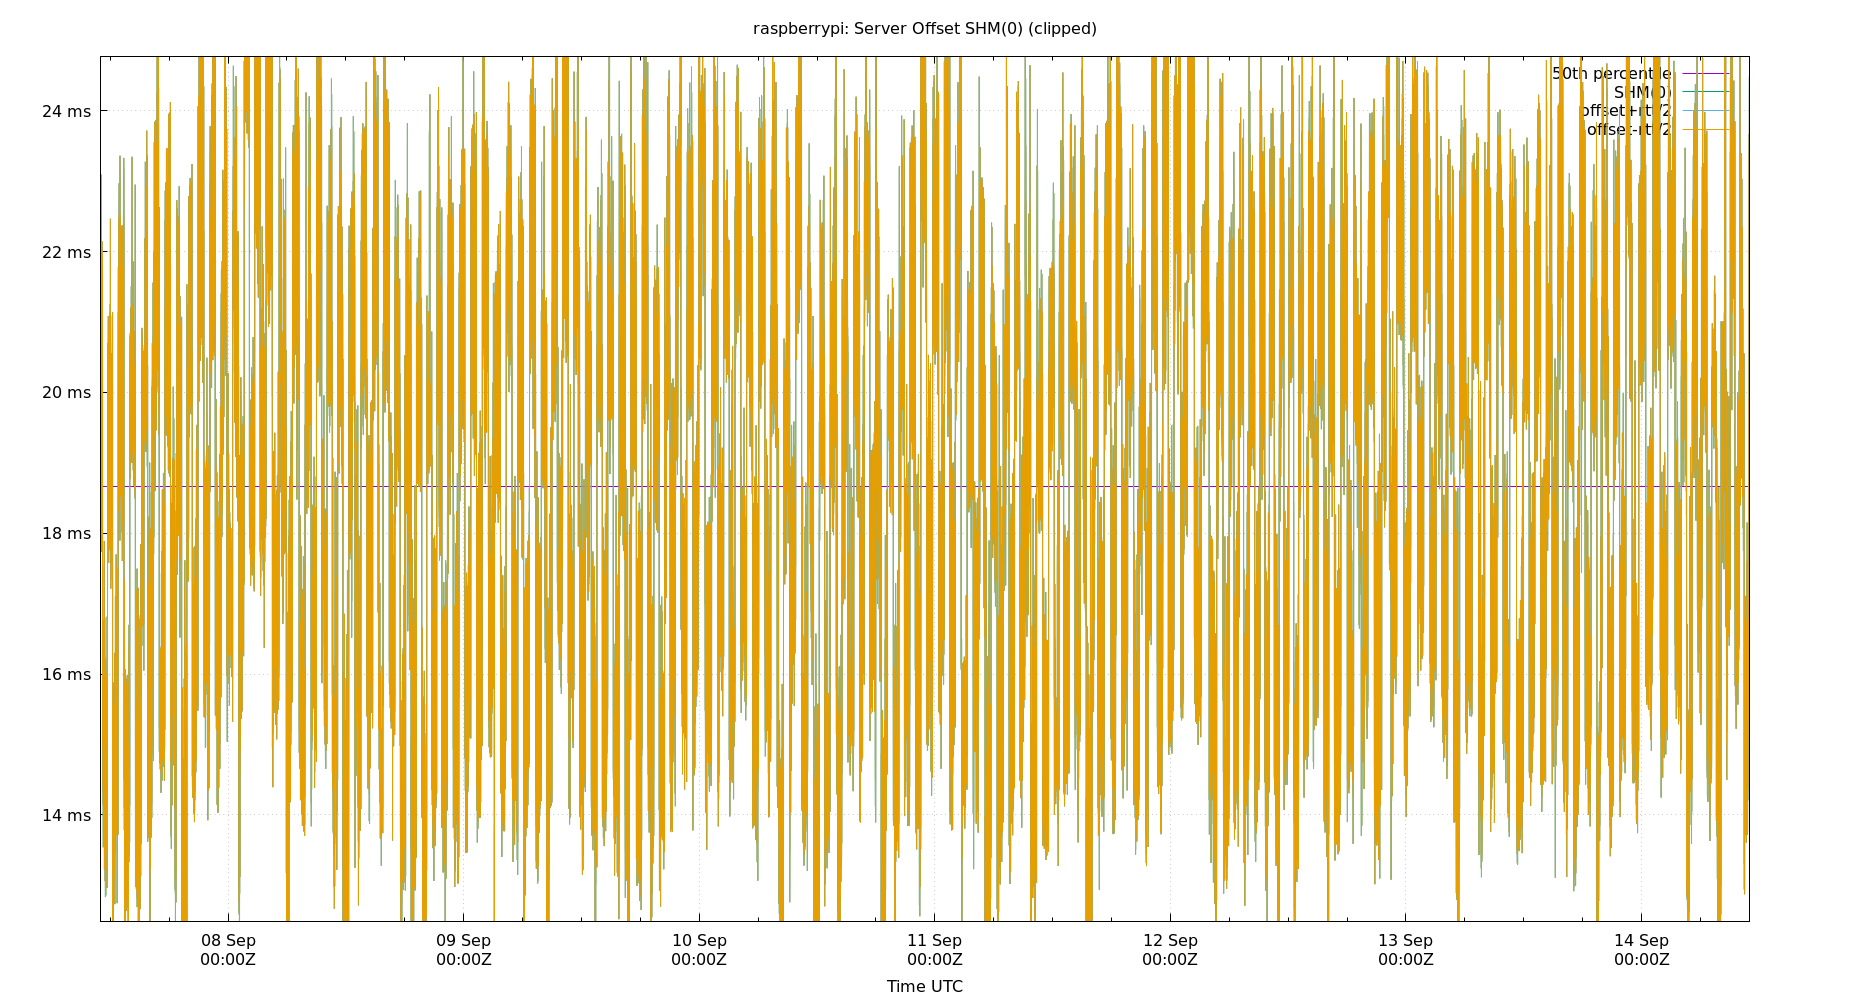 raspberrypi: Server Offset SHM(0) (clipped)
50th percentile
SHM(0)
offset+rtt/2
offset-rtt/2
24 ms
22 ms
20 ms
18 ms
16 ms
14 ms
08 Sep 09 Sep 10 Sep 11 Sep 12 Sep 13 Sep 14 Sep
00:00Z 00:00Z 00:00Z 00:00Z 00:00Z 00:00Z 00:00Z
Time UTC